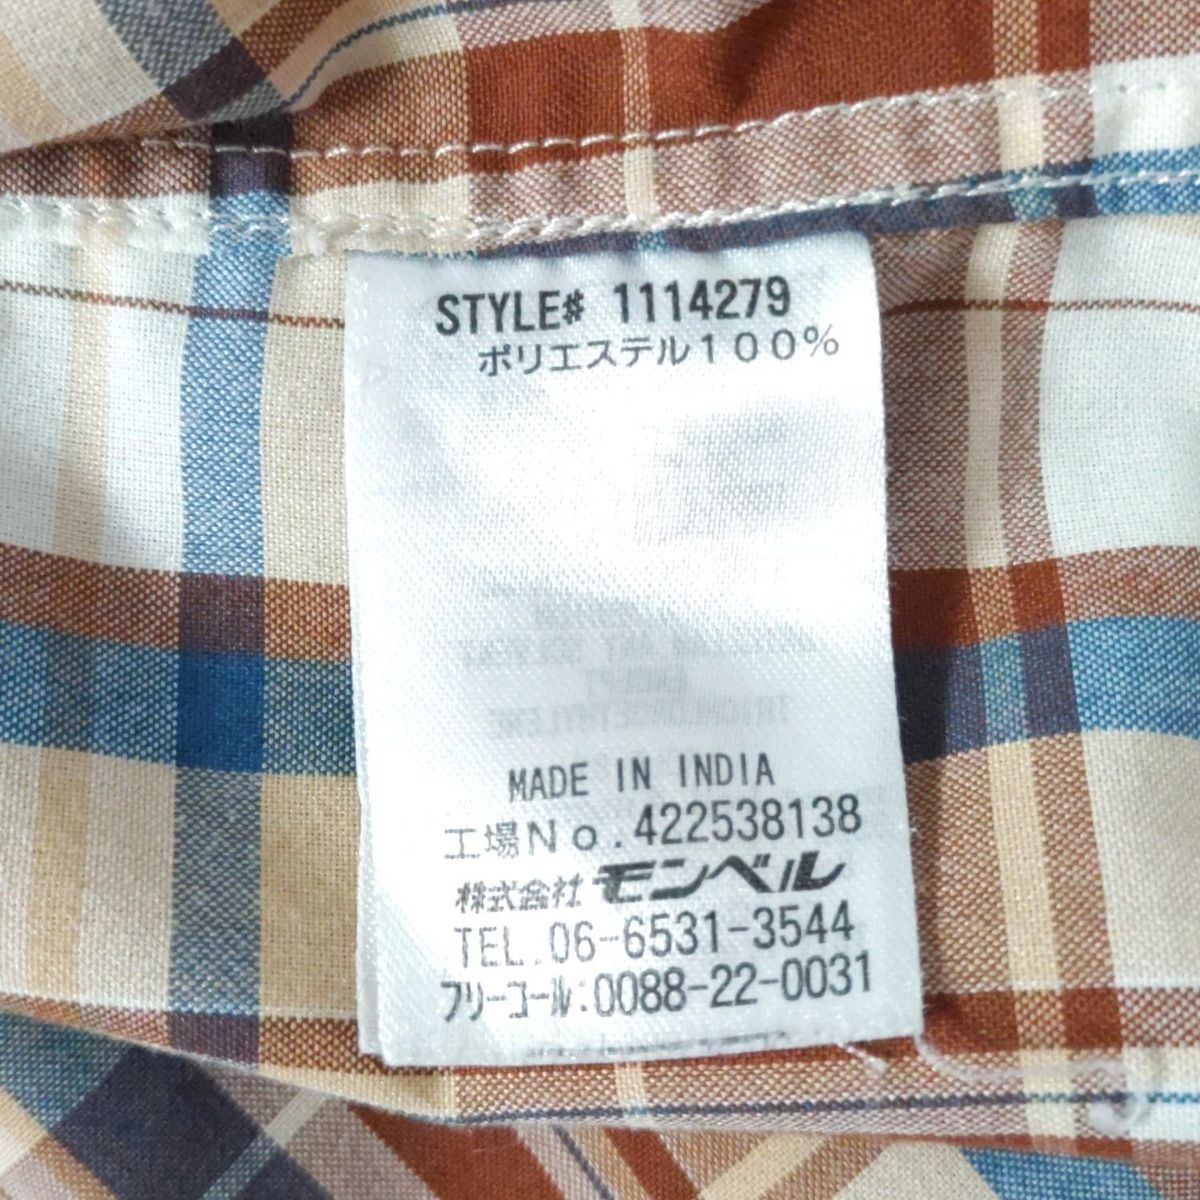 STYLE# 1114279
ポリエステル100%
MADE IN INDIA
工場No.422538138
株式会社 モンベル
TEL.06-6531-3544
フリーコール:0088-22-0031